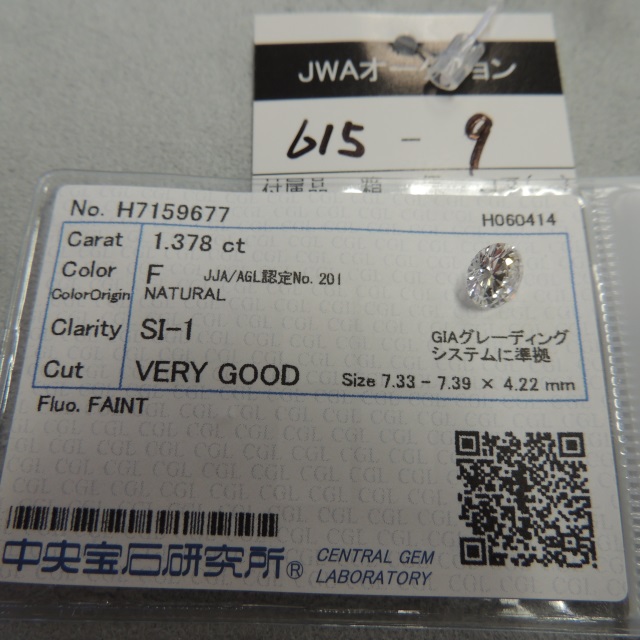 JWAオークション
615 - 9
No. H7159677
H060414
Carat 1.378 ct
Color F JJA/AGL認定No. 201
ColorOrigin NATURAL
Clarity SI-1
GIAグレーディング
システムに準拠
Cut VERY GOOD Size 7.33 - 7.39 × 4.22 mm
Fluo. FAINT
中央宝石研究所® CENTRAL GEM
LABORATORY